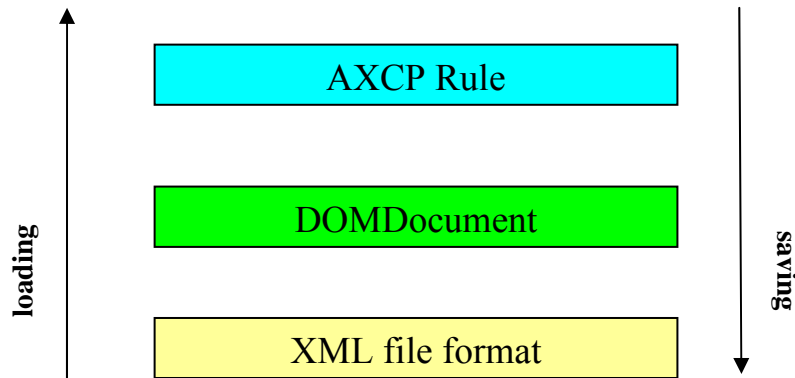 AXCP Rule
DOMDocument
XML file format
loading
saving